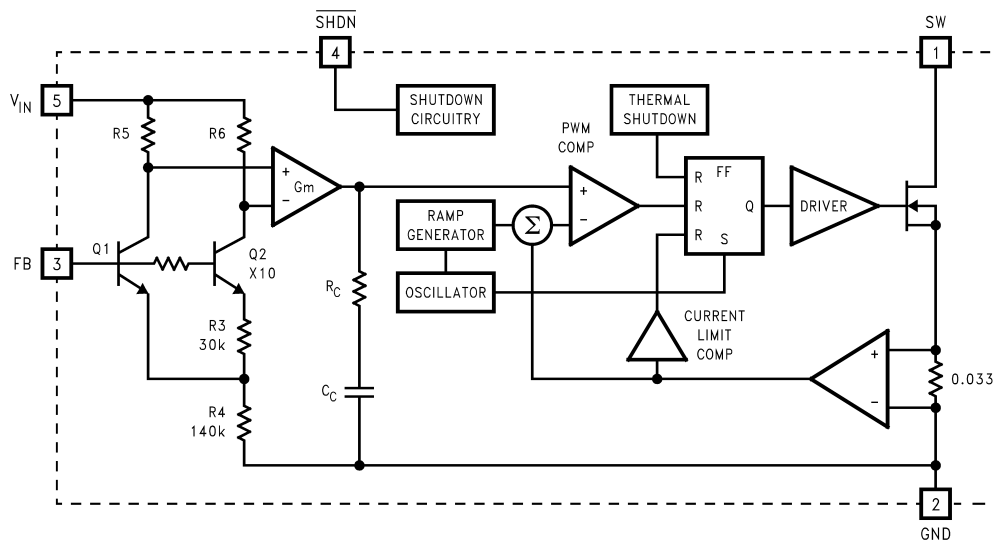 SHDN
SW
4
1
VIN
5
SHUTDOWN
CIRCUITRY
THERMAL
SHUTDOWN
R5
R6
PWM
COMP
+
Gm
−
R
FF
+
−
R
Q
DRIVER
R
S
RAMP
GENERATOR
Σ
FB
3
Q1
Q2
X10
OSCILLATOR
RC
R3
30k
CURRENT
LIMIT
COMP
+
−
0.033
CC
R4
140k
2
GND